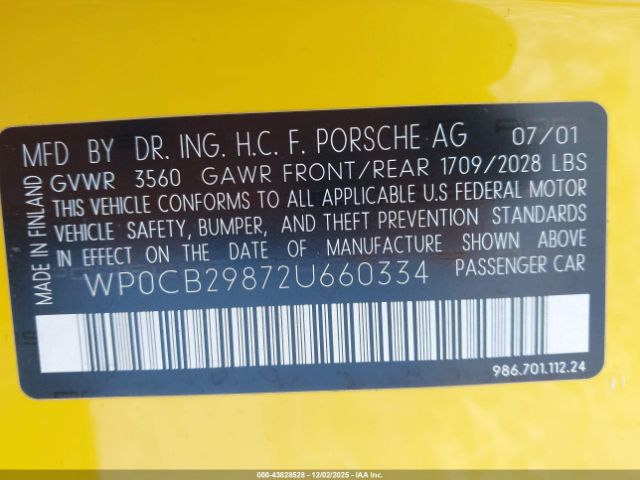 MFD BY DR. ING. H.C. F. PORSCHE AG 07/01
GVWR 3560 GAWR FRONT/REAR 1709/2028 LBS
THIS VEHICLE CONFORMS TO ALL APPLICABLE U.S FEDERAL MOTOR
VEHICLE SAFETY, BUMPER, AND THEFT PREVENTION STANDARDS
IN EFFECT ON THE DATE OF MANUFACTURE SHOWN ABOVE
WP0CB29872U660334 PASSENGER CAR
MADE IN FINLAND
986.701.112.24
000-43828528 - 12/02/2025 - IAAI.com